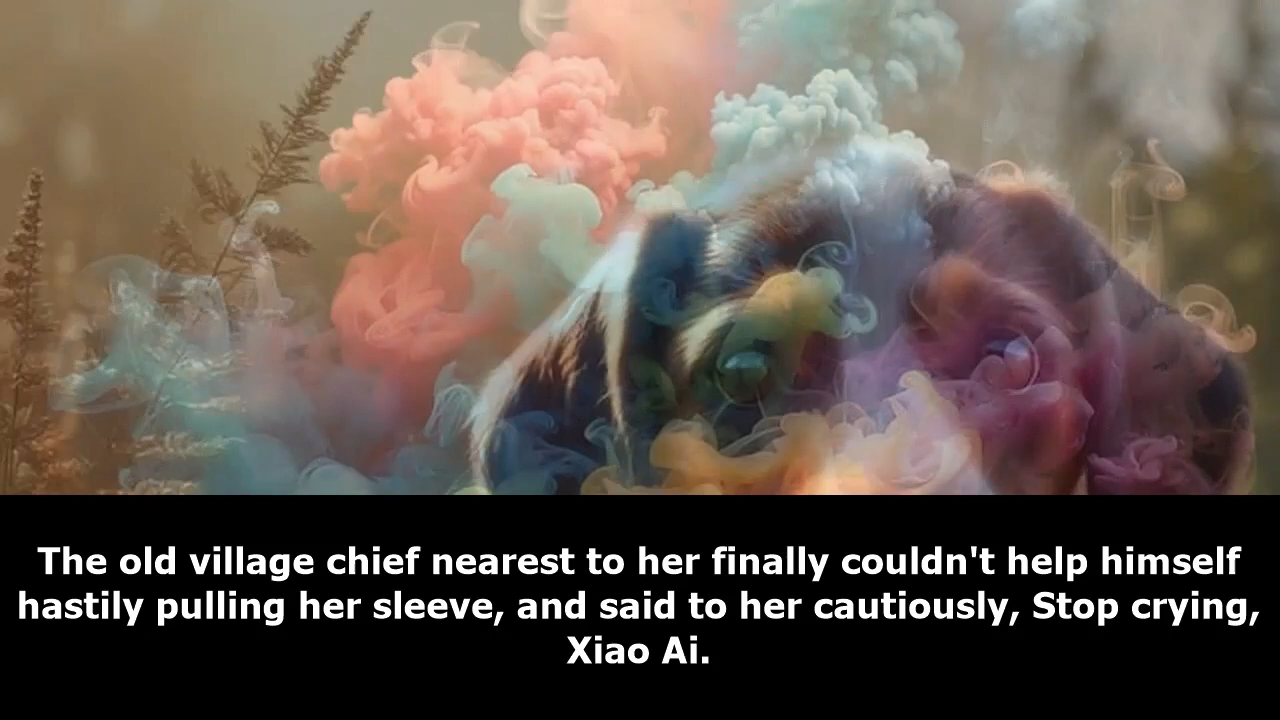 The old village chief nearest to her finally couldn't help himself
hastily pulling her sleeve, and said to her cautiously, Stop crying,
Xiao Ai.